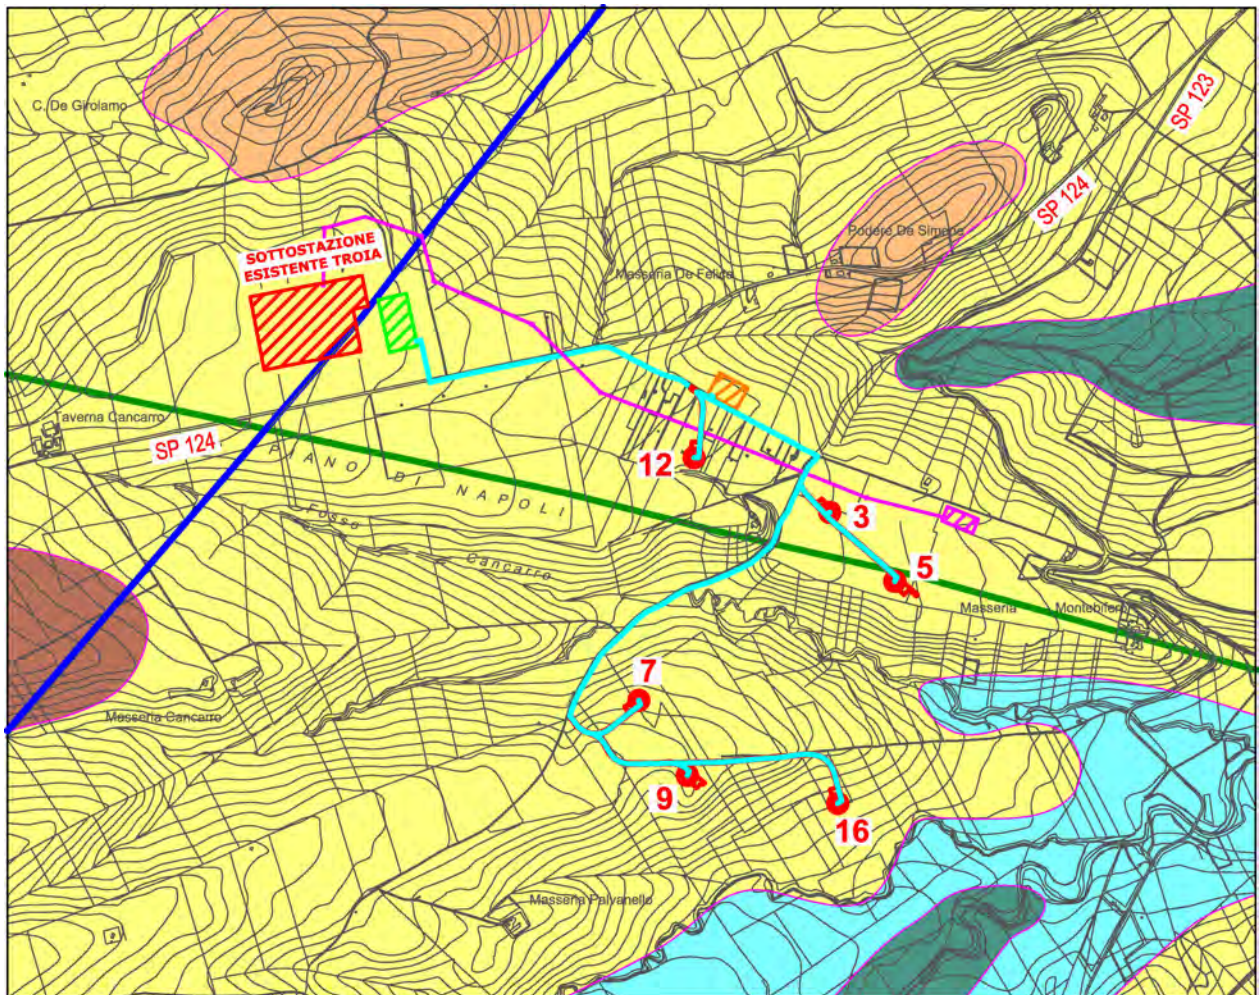 C. De Girolamo
SP 123
SP 124
SOTTOSTAZIONE
ESISTENTE TROIA
Podere De Simone
Masseria De Felice
Taverna Cancarro
SP 124
PIANO DI NAPOLI
12
3
Fosso Cancarro
5
Masseria Montebifero
7
Masseria Cancarro
9
16
Masseria Palvanello